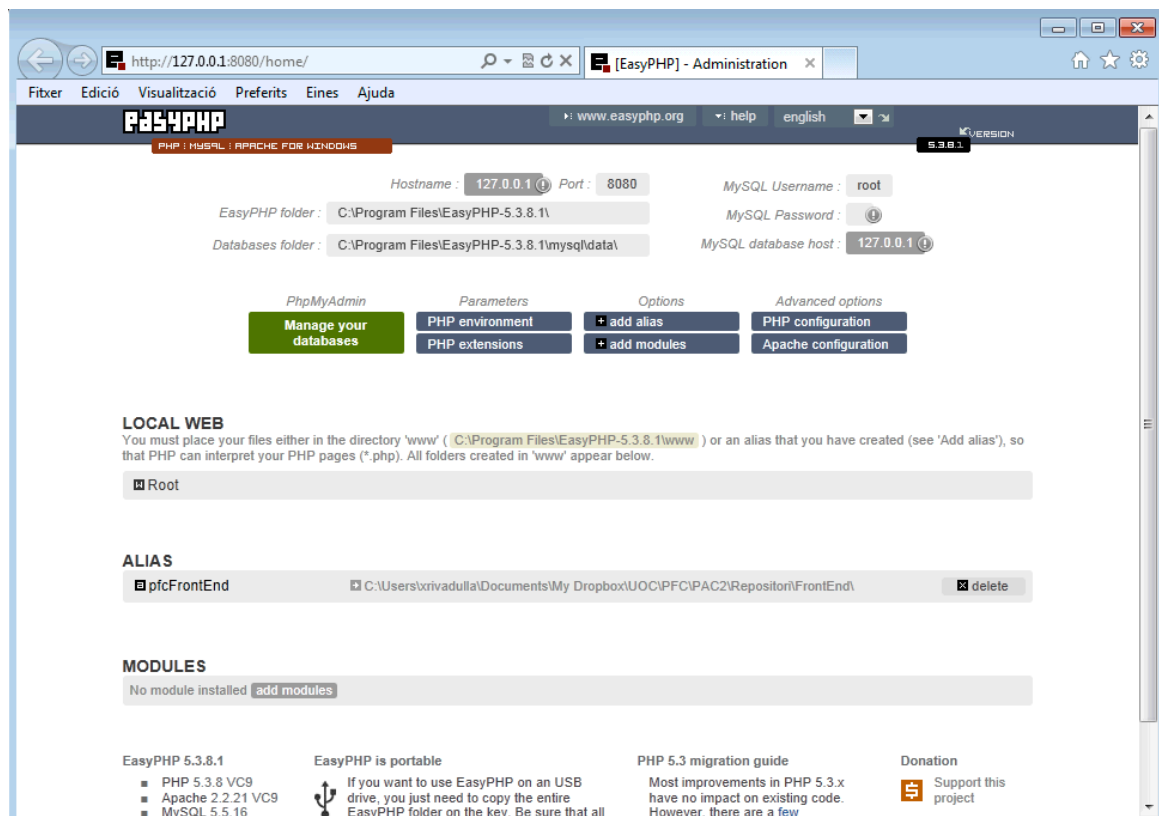 http://127.0.0.1:8080/home/
[EasyPHP] - Administration
Fitxer Edició Visualització Preferits Eines Ajuda
EASYPHP
www.easyphp.org help english
VERSION
PHP : MYSQL : APACHE FOR WINDOWS
5.3.8.1
Hostname : 127.0.0.1 Port : 8080 MySQL Username : root
EasyPHP folder : C:\Program Files\EasyPHP-5.3.8.1\ MySQL Password :
Databases folder : C:\Program Files\EasyPHP-5.3.8.1\mysql\data\ MySQL database host : 127.0.0.1
PhpMyAdmin Parameters Options Advanced options
Manage your databases PHP environment add alias PHP configuration
PHP extensions add modules Apache configuration
LOCAL WEB
You must place your files either in the directory 'www' ( C:\Program Files\EasyPHP-5.3.8.1\www ) or an alias that you have created (see 'Add alias'), so
that PHP can interpret your PHP pages (*.php). All folders created in 'www' appear below.
Root
ALIAS
pfcFrontEnd C:\Users\xrivadulla\Documents\My Dropbox\UOC\PFC\PAC2\Repositori\FrontEnd\ delete
MODULES
No module installed add modules
EasyPHP 5.3.8.1 EasyPHP is portable PHP 5.3 migration guide Donation
PHP 5.3.8 VC9 If you want to use EasyPHP on an USB Most improvements in PHP 5.3.x Support this
Apache 2.2.21 VC9 drive, you just need to copy the entire have no impact on existing code. project
MySQL 5.5.16 EasyPHP folder on the key. Be sure that all However, there are a few